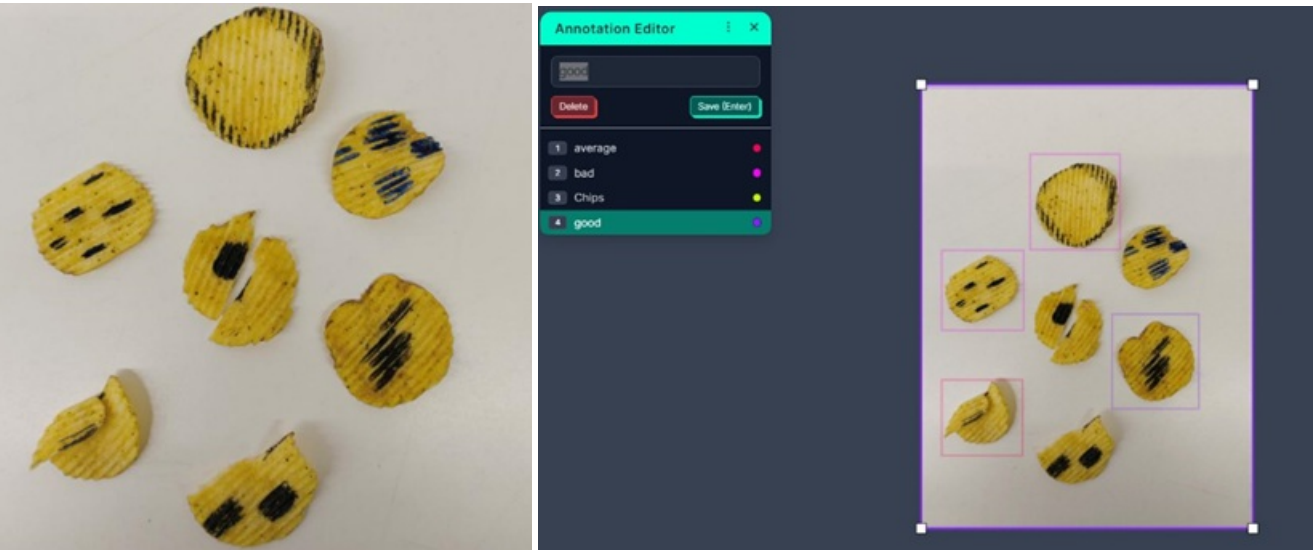 Annotation Editor
good
Delete
Save (Enter)
1 average
2 bad
3 Chips
4 good